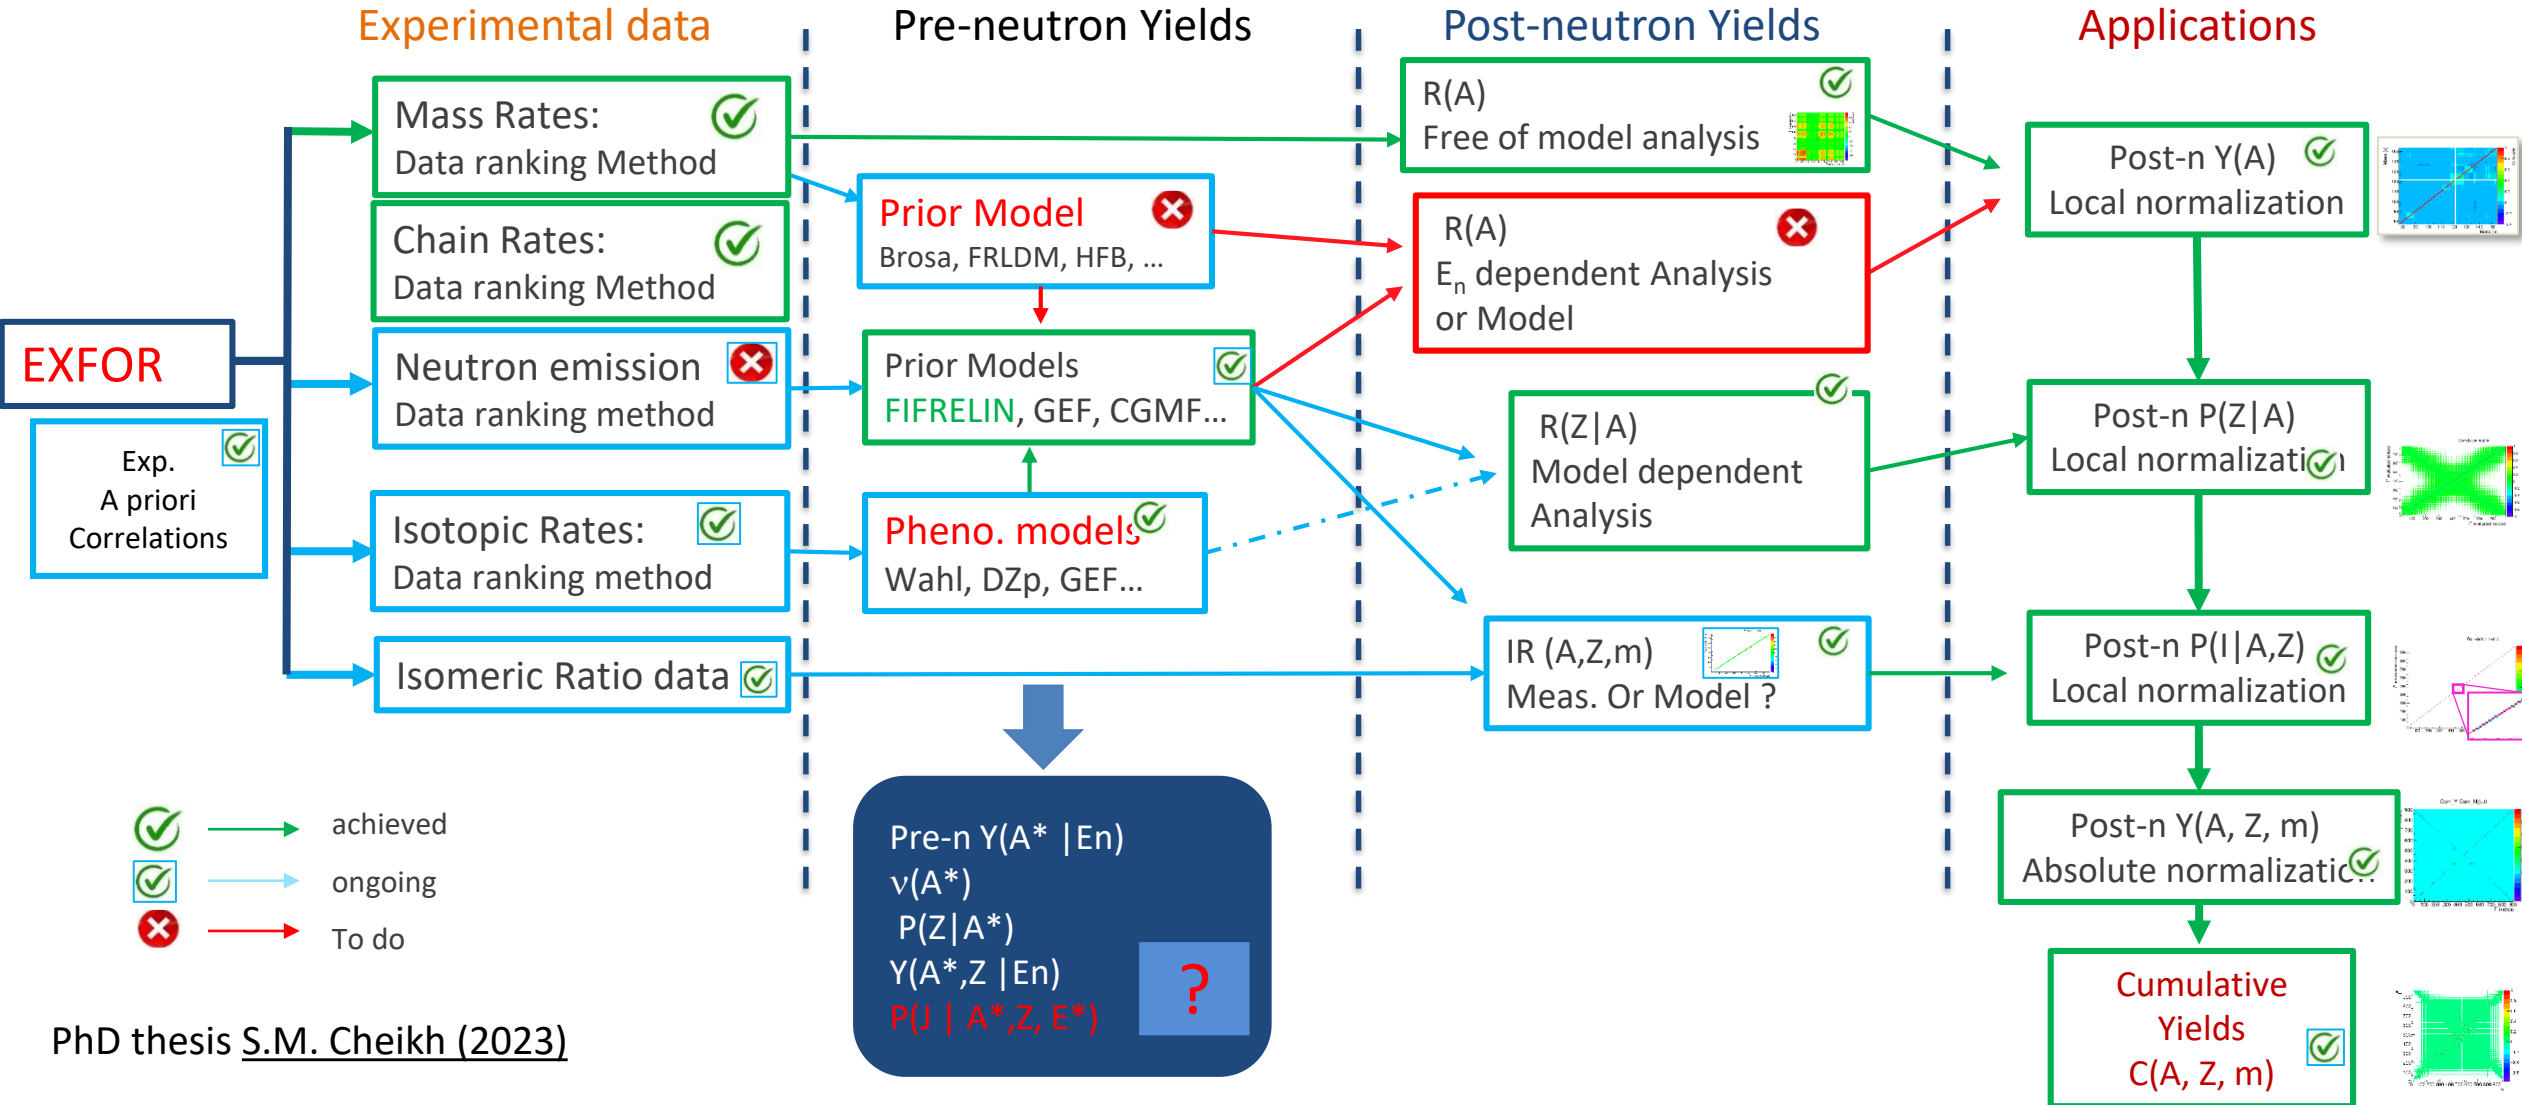 Experimental data
Pre-neutron Yields
Post-neutron Yields
Applications
EXFOR
Exp.
A priori
Correlations
Mass Rates:
Data ranking Method
Chain Rates:
Data ranking Method
Neutron emission
Data ranking method
Isotopic Rates:
Data ranking method
Isomeric Ratio data
Prior Model
Brosa, FRLDM, HFB, ...
Prior Models
FIFRELIN, GEF, CGMF...
Pheno. models
Wahl, DZp, GEF...
Pre-n Y(A* |En)
ν(A*)
P(Z|A*)
Y(A*,Z |En)
P(J | A*,Z, E*)
?
R(A)
Free of model analysis
R(A)
En dependent Analysis
or Model
R(Z|A)
Model dependent
Analysis
IR (A,Z,m)
Meas. Or Model ?
Post-n Y(A)
Local normalization
Post-n P(Z|A)
Local normalization
Post-n P(I|A,Z)
Local normalization
Post-n Y(A, Z, m)
Absolute normalization
Cumulative
Yields
C(A, Z, m)
achieved
ongoing
To do
PhD thesis S.M. Cheikh (2023)